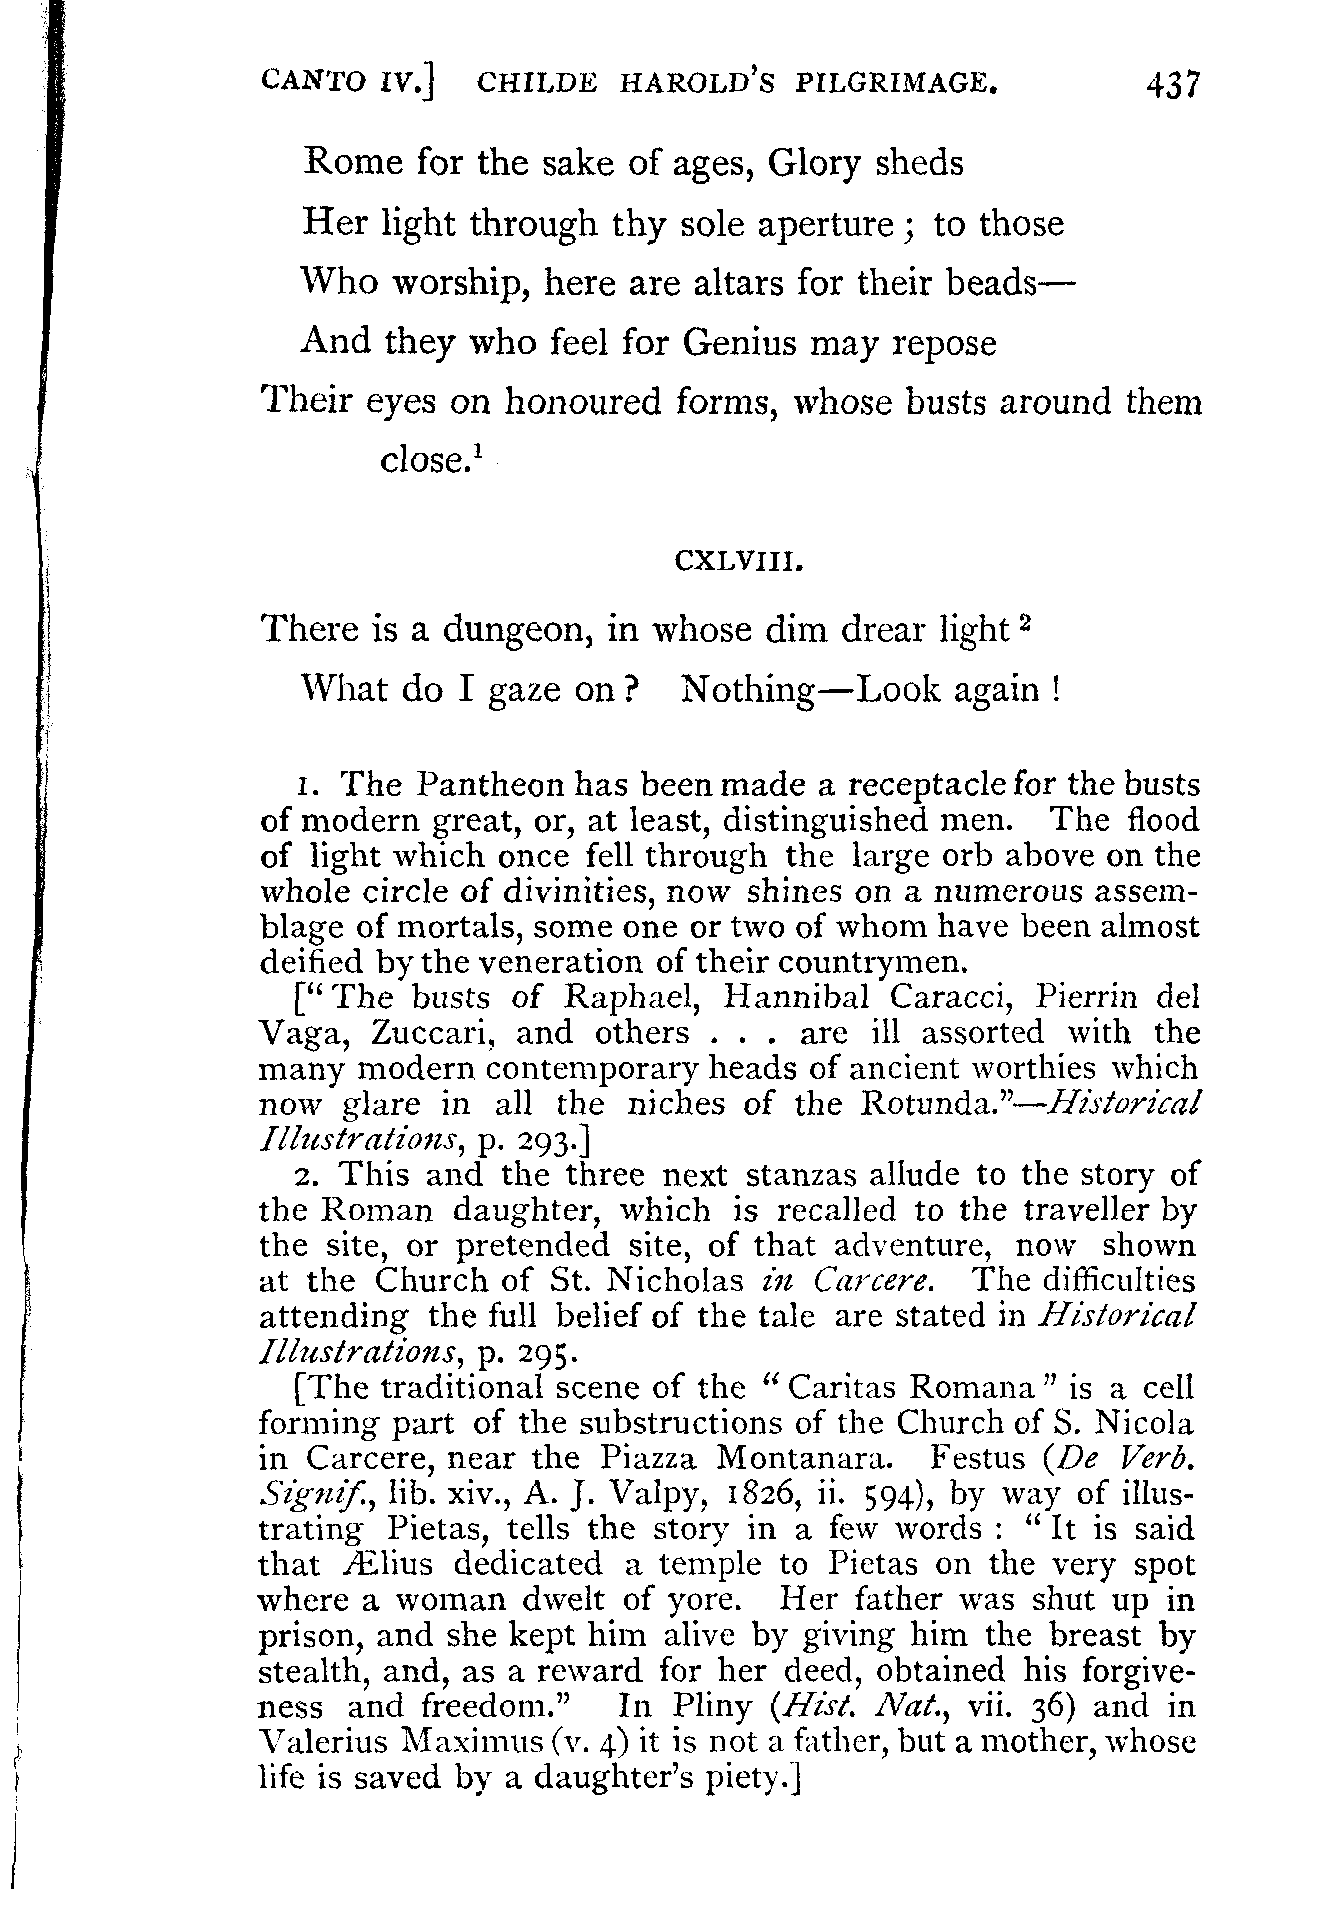 CANTO IV.] CHILDE HAROLD'S PILGRIMAGE. 437
Rome for the sake of ages, Glory sheds
Her light through thy sole aperture ; to those
Who worship, here are altars for their beads—
And they who feel for Genius may repose
Their eyes on honoured forms, whose busts around them
close.¹
CXLVIII.
There is a dungeon, in whose dim drear light ²
What do I gaze on ? Nothing—Look again !
1. The Pantheon has been made a receptacle for the busts
of modern great, or, at least, distinguished men. The flood
of light which once fell through the large orb above on the
whole circle of divinities, now shines on a numerous assem-
blage of mortals, some one or two of whom have been almost
deified by the veneration of their countrymen.
[“ The busts of Raphael, Hannibal Caracci, Pierrin del
Vaga, Zuccari, and others . . . are ill assorted with the
many modern contemporary heads of ancient worthies which
now glare in all the niches of the Rotunda.”—Historical
Illustrations, p. 293.]
2. This and the three next stanzas allude to the story of
the Roman daughter, which is recalled to the traveller by
the site, or pretended site, of that adventure, now shown
at the Church of St. Nicholas in Carcere. The difficulties
attending the full belief of the tale are stated in Historical
Illustrations, p. 295.
[The traditional scene of the “ Caritas Romana ” is a cell
forming part of the substructions of the Church of S. Nicola
in Carcere, near the Piazza Montanara. Festus (De Verb.
Signif., lib. xiv., A. J. Valpy, 1826, ii. 594), by way of illus-
trating Pietas, tells the story in a few words : “ It is said
that Ælius dedicated a temple to Pietas on the very spot
where a woman dwelt of yore. Her father was shut up in
prison, and she kept him alive by giving him the breast by
stealth, and, as a reward for her deed, obtained his forgive-
ness and freedom.” In Pliny (Hist. Nat., vii. 36) and in
Valerius Maximus (v. 4) it is not a father, but a mother, whose
life is saved by a daughter's piety.]